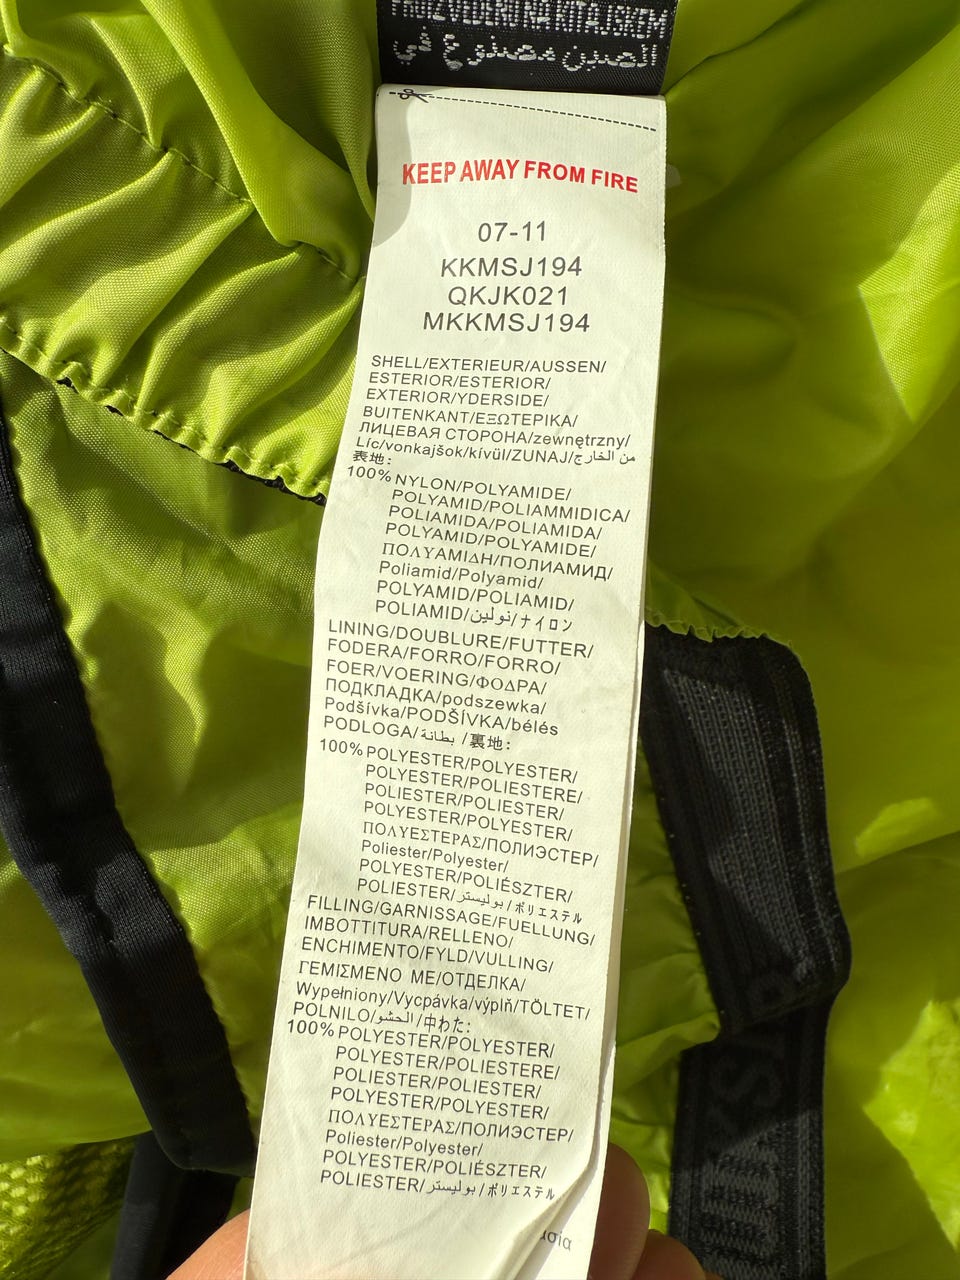 PROIZVEDENO NA KITAJSKEM
الصين مصنوع في
KEEP AWAY FROM FIRE
07-11
KKMSJ194
QKJK021
MKKMSJ194
SHELL/EXTERIEUR/AUSSEN/
ESTERIOR/ESTERIOR/
EXTERIOR/YDERSIDE/
BUITENKANT/ΕΞΩΤΕΡΙΚΑ/
ЛИЦЕВАЯ СТОРОНА/zewnętrzny/
Líc/vonkajšok/kívül/ZUNAJ/من الخارج
表地:
100% NYLON/POLYAMIDE/
POLYAMID/POLIAMMIDICA/
POLIAMIDA/POLIAMIDA/
POLYAMID/POLYAMIDE/
ΠΟΛΥΑΜΙΔΗ/ПОЛИАМИД/
Poliamid/Polyamid/
POLYAMID/POLIAMID/
POLIAMID/نولين/ナイロン
LINING/DOUBLURE/FUTTER/
FODERA/FORRO/FORRO/
FOER/VOERING/ΦΟΔΡΑ/
ПОДКЛАДКА/podszewka/
Podšívka/PODŠÍVKA/bélés
PODLOGA/بطانة /裏地:
100% POLYESTER/POLYESTER/
POLYESTER/POLIESTERE/
POLIESTER/POLIESTER/
POLYESTER/POLYESTER/
ΠΟΛΥΕΣΤΕΡΑΣ/ПОЛИЭСТЕР/
Poliester/Polyester/
POLYESTER/POLIÉSZTER/
POLIESTER/بوليستر/ポリエステル
FILLING/GARNISSAGE/FUELLUNG/
IMBOTTITURA/RELLENO/
ENCHIMENTO/FYLD/VULLING/
ΓΕΜΙΣΜΕΝΟ ΜΕ/ОТДЕЛКА/
Wypełniony/Vycpávka/výplň/TÖLTET/
POLNILO/الحشو/中わた:
100% POLYESTER/POLYESTER/
POLYESTER/POLIESTERE/
POLIESTER/POLIESTER/
POLYESTER/POLYESTER/
ΠΟΛΥΕΣΤΕΡΑΣ/ПОЛИЭСТЕР/
Poliester/Polyester/
POLYESTER/POLIÉSZTER/
POLIESTER/بوليستر/ポリエステル